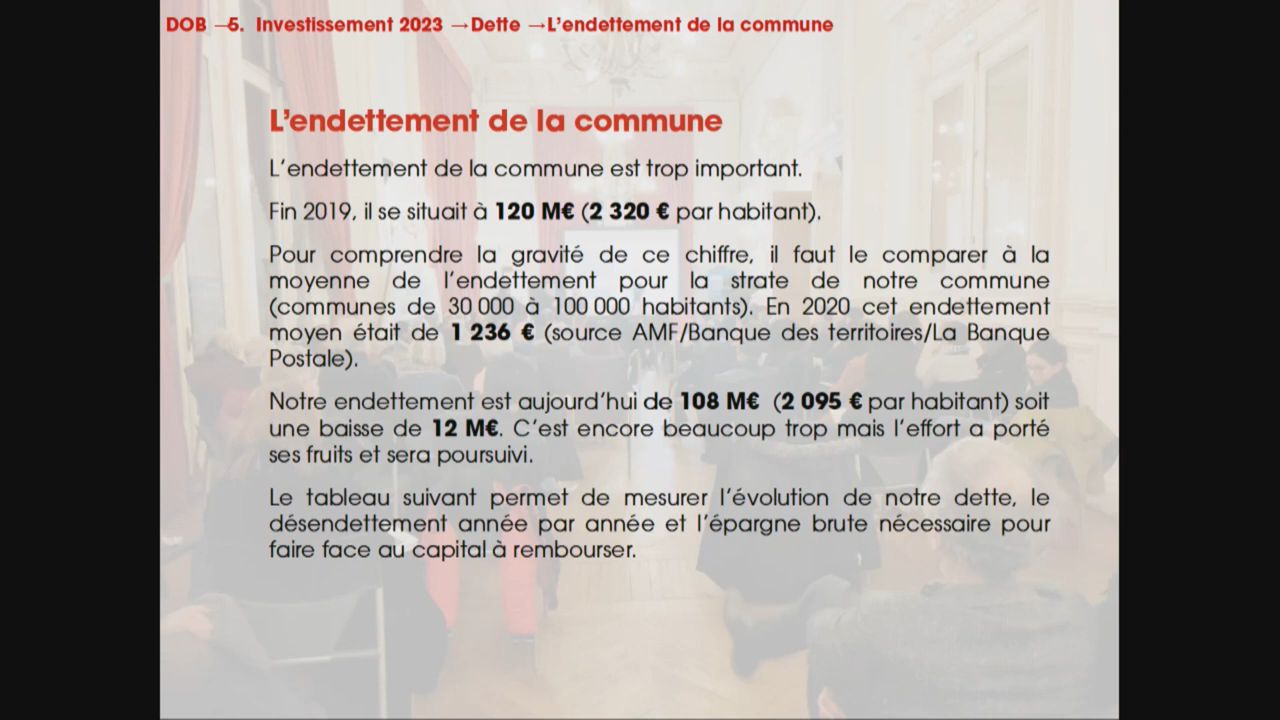 DOB →5. Investissement 2023 →Dette →L'endettement de la commune
L'endettement de la commune
L'endettement de la commune est trop important.
Fin 2019, il se situait à 120 M€ (2 320 € par habitant).
Pour comprendre la gravité de ce chiffre, il faut le comparer à la
moyenne de l'endettement pour la strate de notre commune
(communes de 30 000 à 100 000 habitants). En 2020 cet endettement
moyen était de 1 236 € (source AMF/Banque des territoires/La Banque
Postale).
Notre endettement est aujourd'hui de 108 M€ (2 095 € par habitant) soit
une baisse de 12 M€. C'est encore beaucoup trop mais l'effort a porté
ses fruits et sera poursuivi.
Le tableau suivant permet de mesurer l'évolution de notre dette, le
désendettement année par année et l'épargne brute nécessaire pour
faire face au capital à rembourser.